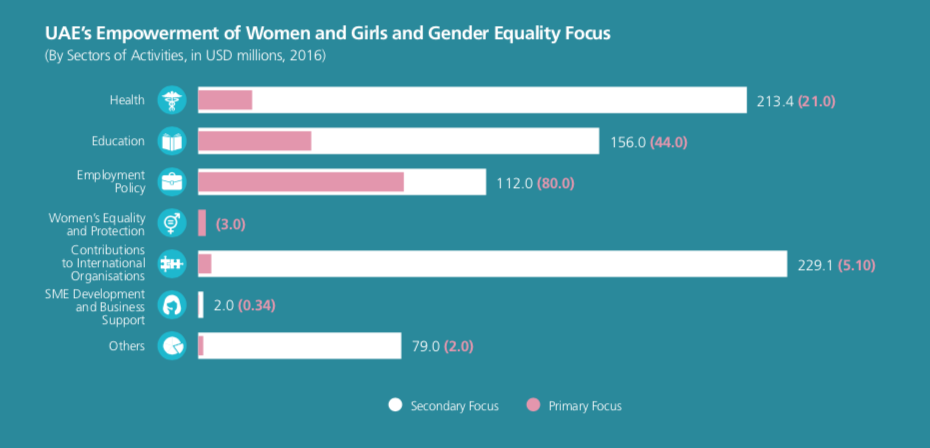 UAE’s Empowerment of Women and Girls and Gender Equality Focus
(By Sectors of Activities, in USD millions, 2016)
Health
213.4 (21.0)
Education
156.0 (44.0)
Employment
Policy
112.0 (80.0)
Women’s Equality
and Protection
(3.0)
Contributions
to International
Organisations
229.1 (5.10)
SME Development
and Business
Support
2.0 (0.34)
Others
79.0 (2.0)
Secondary Focus
Primary Focus